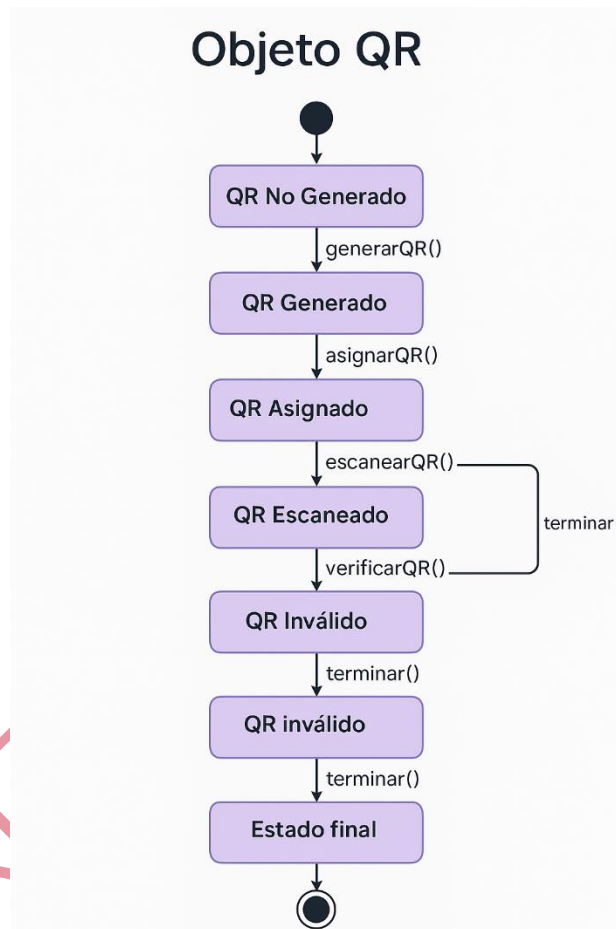 Objeto QR
QR No Generado
generarQR()
QR Generado
asignarQR()
QR Asignado
escanearQR()
QR Escaneado
terminar
verificarQR()
QR Inválido
terminar()
QR inválido
terminar()
Estado final